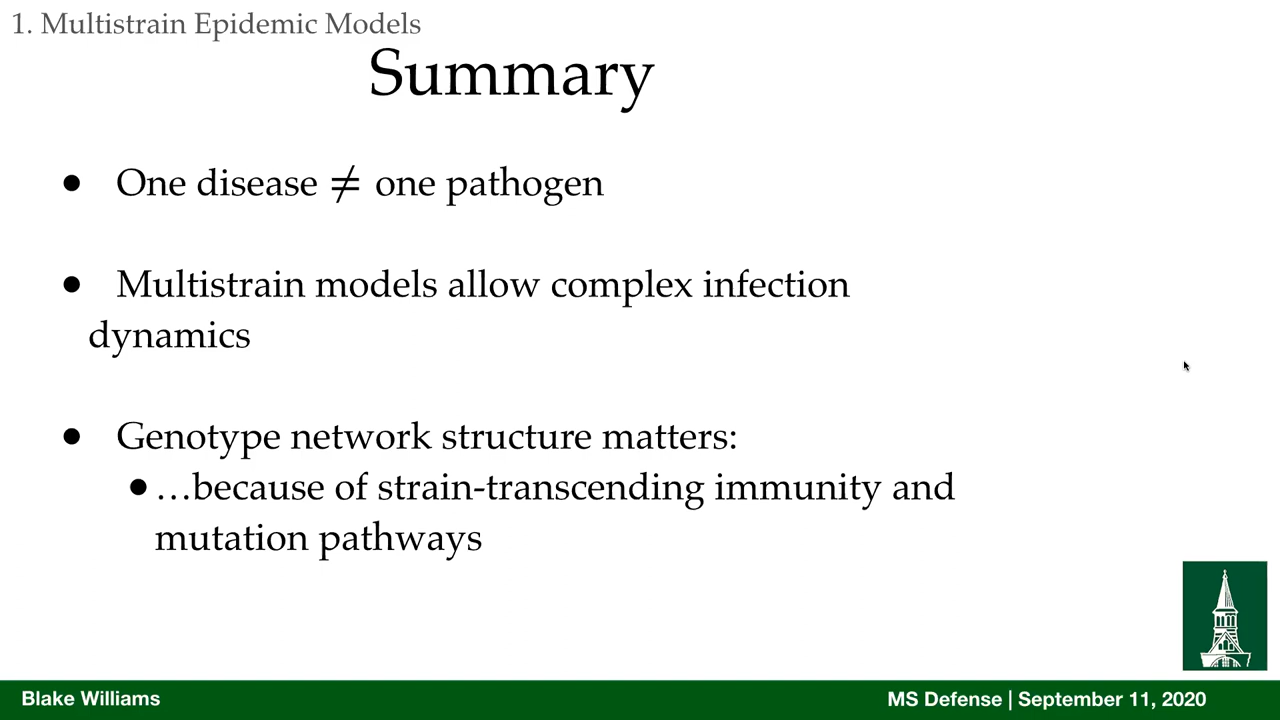 1. Multistrain Epidemic Models
Summary
● One disease ≠ one pathogen
● Multistrain models allow complex infection
dynamics
● Genotype network structure matters:
●…because of strain-transcending immunity and
mutation pathways
Blake Williams
MS Defense | September 11, 2020